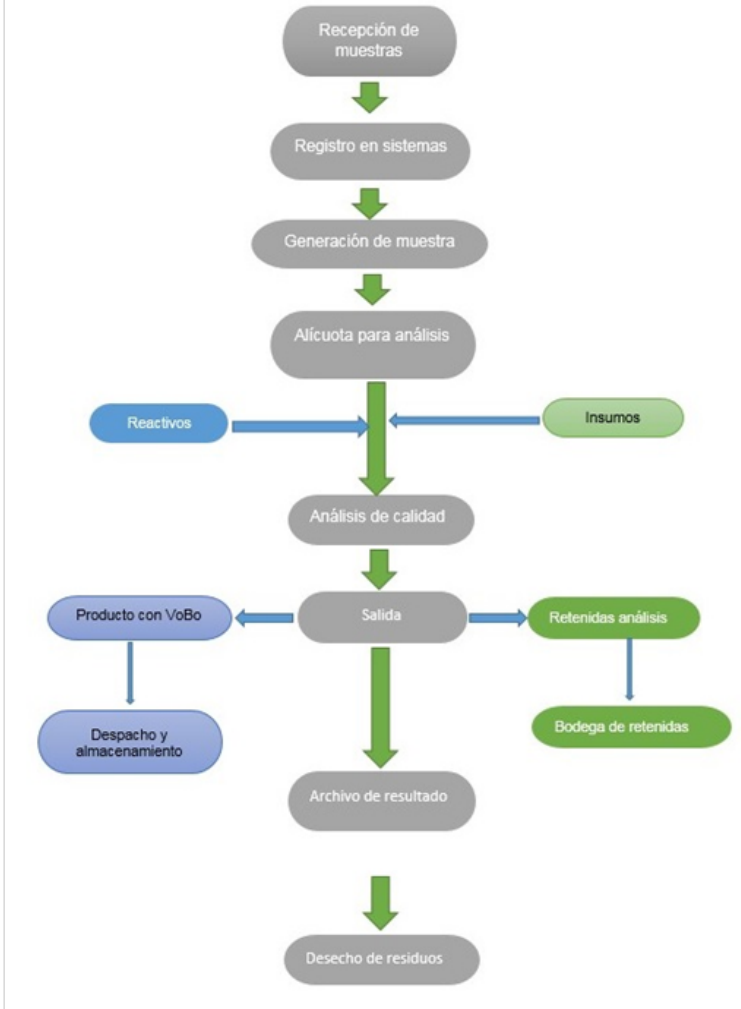 Recepción de
muestras
Registro en sistemas
Generación de muestra
Alícuota para análisis
Reactivos
Insumos
Análisis de calidad
Producto con VoBo
Salida
Retenidas análisis
Despacho y
almacenamiento
Bodega de retenidas
Archivo de resultado
Desecho de residuos